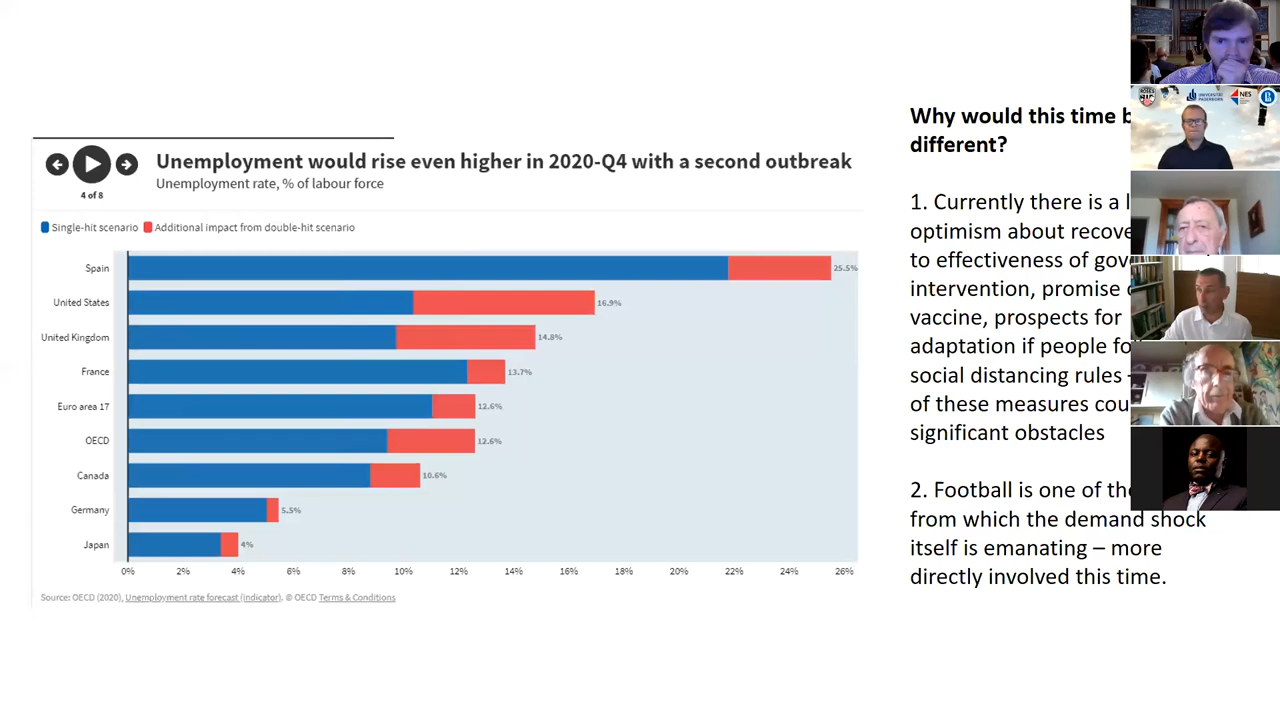 Unemployment would rise even higher in 2020-Q4 with a second outbreak
Unemployment rate, % of labour force
4 of 8
Single-hit scenario
Additional impact from double-hit scenario
Spain 25.5%
United States 16.9%
United Kingdom 14.8%
France 13.7%
Euro area 17 12.6%
OECD 12.6%
Canada 10.6%
Germany 5.5%
Japan 4%
0% 2% 4% 6% 8% 10% 12% 14% 16% 18% 20% 22% 24% 26%
Source: OECD (2020), Unemployment rate forecast (indicator). © OECD Terms & Conditions
Why would this time
different?
1. Currently there is a
optimism about
to effectiveness of
intervention, promise
vaccine, prospects for
adaptation if people
social distancing rules
of these measures
significant obstacles
2. Football is one of
from which the demand shock
itself is emanating – more
directly involved this time.
UNIVERSITÄT
PADERBORN
NES